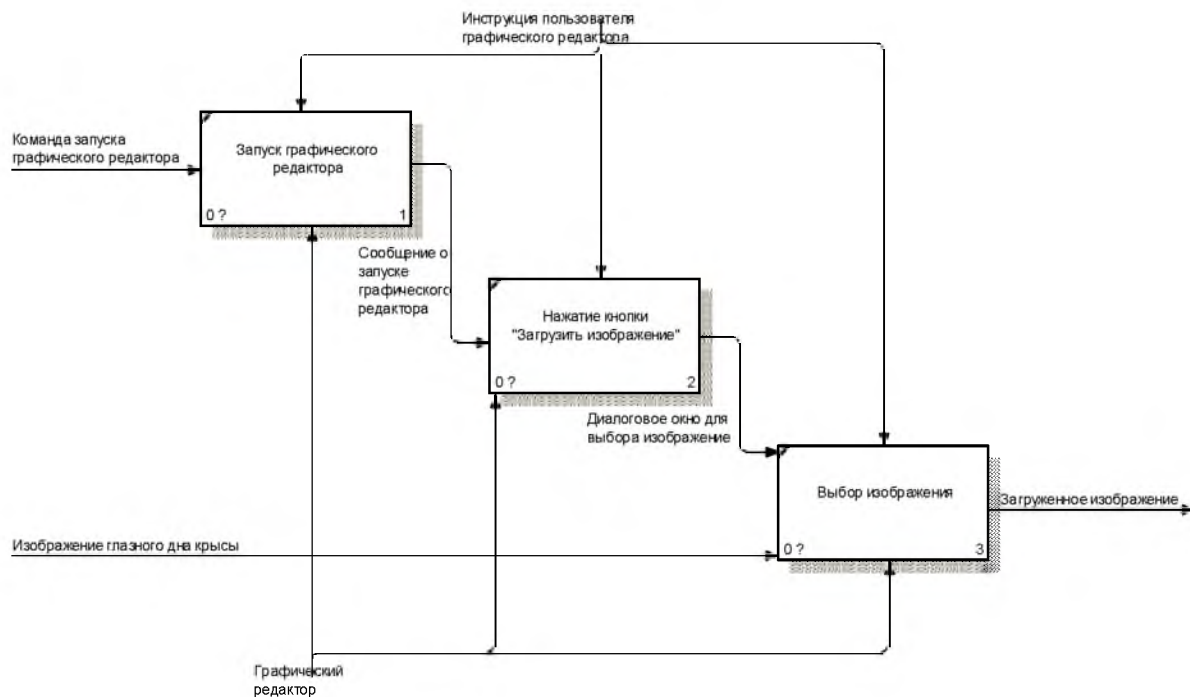 Инструкция пользователя
графического редактора
Команда запуска
графического редактора
Запуск графического
редактора
0 ?
1
Сообщение о
запуске
графического
редактора
Нажатие кнопки
"Загрузить изображение"
0 ?
2
Диалоговое окно для
выбора изображение
Выбор изображения
0 ?
3
Загруженное изображение
Изображение глазного дна крысы
Графический
редактор